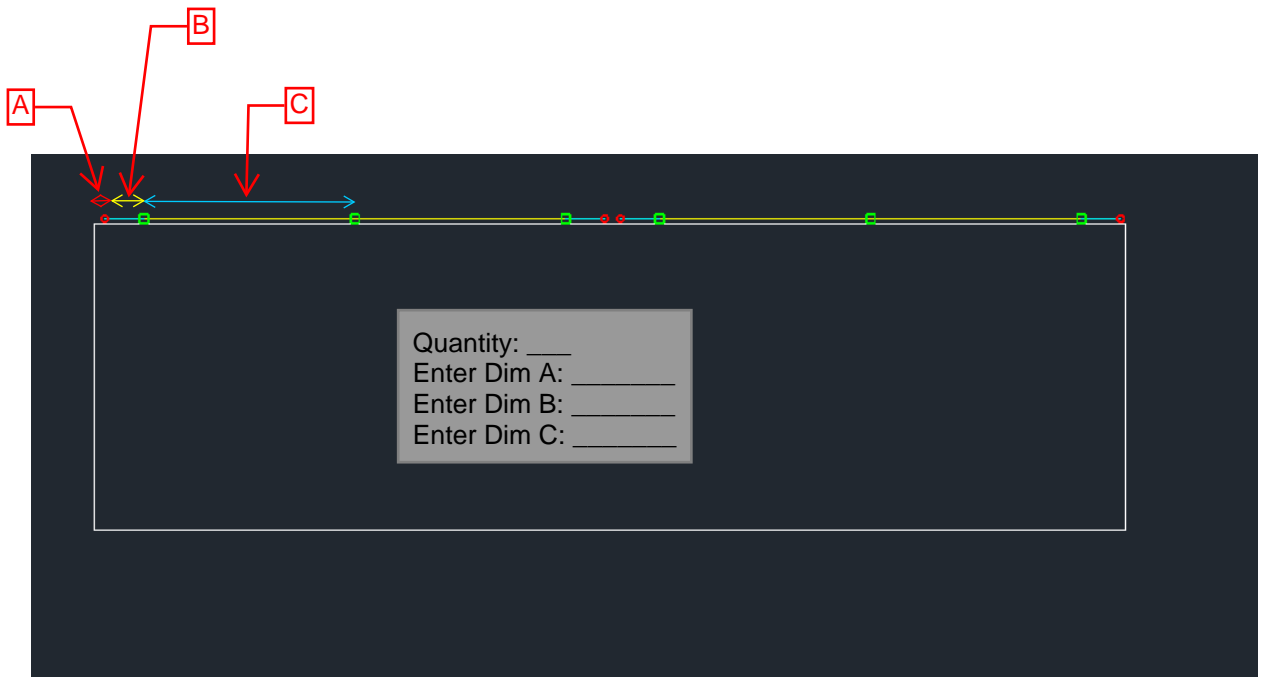 B
A
C
Quantity: ___
Enter Dim A: _______
Enter Dim B: _______
Enter Dim C: _______